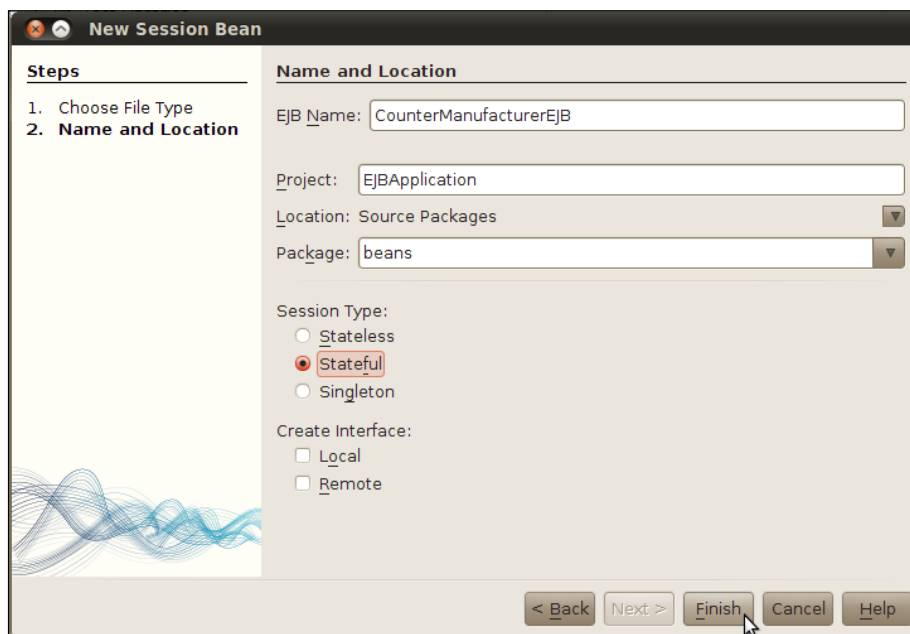 New Session Bean
Steps
1. Choose File Type
2. Name and Location
Name and Location
EJB Name: CounterManufacturerEJB
Project: EJBApplication
Location: Source Packages
Package: beans
Session Type:
Stateless
Stateful
Singleton
Create Interface:
Local
Remote
< Back Next > Finish Cancel Help